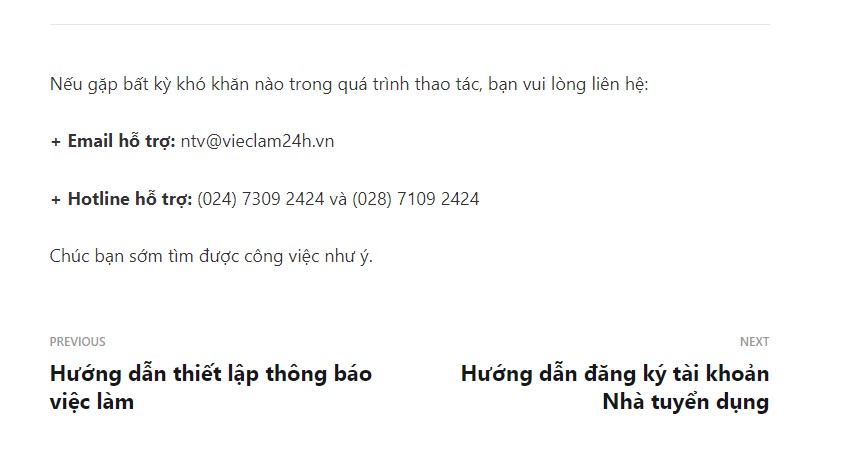 Nếu gặp bất kỳ khó khăn nào trong quá trình thao tác, bạn vui lòng liên hệ:
+ Email hỗ trợ: ntv@vieclam24h.vn
+ Hotline hỗ trợ: (024) 7309 2424 và (028) 7109 2424
Chúc bạn sớm tìm được công việc như ý.
PREVIOUS
Hướng dẫn thiết lập thông báo
việc làm
NEXT
Hướng dẫn đăng ký tài khoản
Nhà tuyển dụng